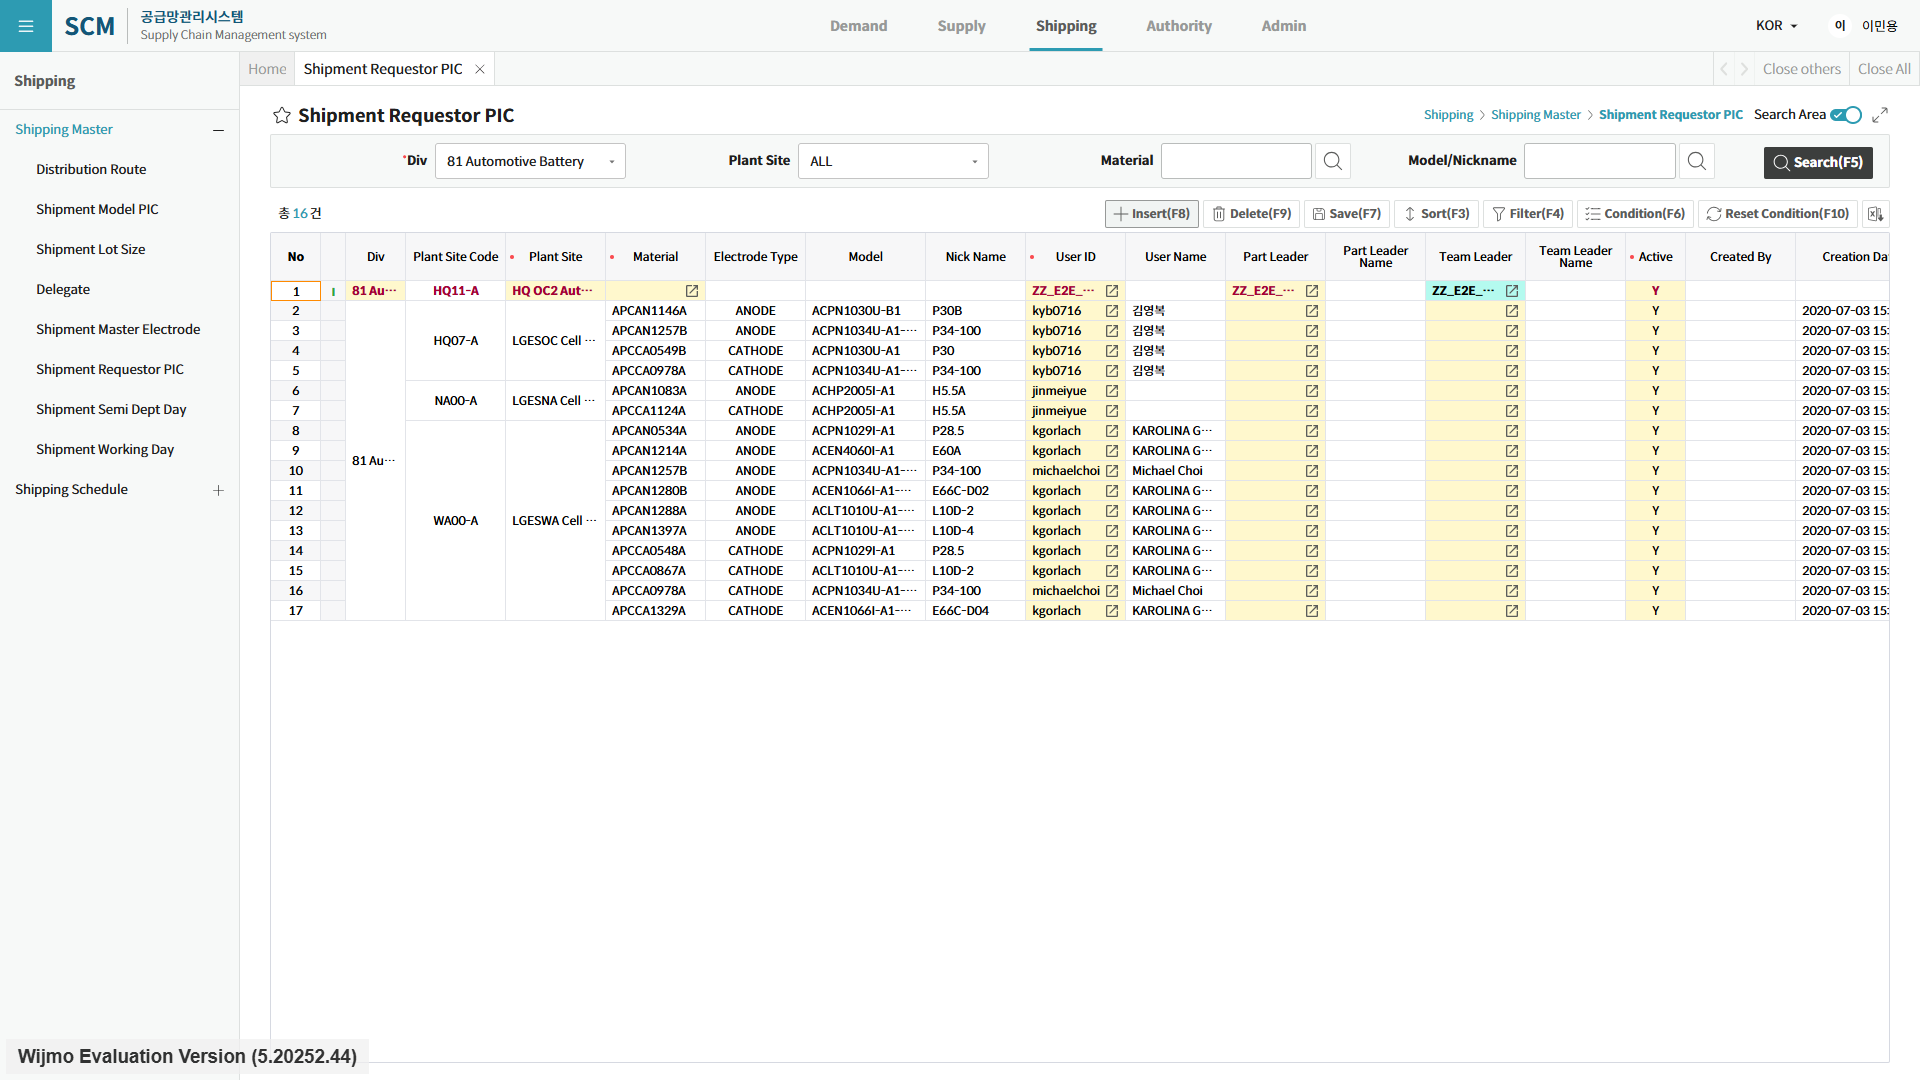 SCM 공급망관리시스템
Supply Chain Management system
Demand Supply Shipping Authority Admin
KOR 이 이민용
Shipping
Home Shipment Requestor PIC Close others Close All
Shipping Master
Distribution Route
Shipment Model PIC
Shipment Lot Size
Delegate
Shipment Master Electrode
Shipment Requestor PIC
Shipment Semi Dept Day
Shipment Working Day
Shipping Schedule
Shipment Requestor PIC
Shipping > Shipping Master > Shipment Requestor PIC Search Area
*Div 81 Automotive Battery Plant Site ALL Material Model/Nickname Search(F5)
총 16 건
Insert(F8) Delete(F9) Save(F7) Sort(F3) Filter(F4) Condition(F6) Reset Condition(F10)
No Div Plant Site Code Plant Site Material Electrode Type Model Nick Name User ID User Name Part Leader Part Leader Name Team Leader Team Leader Name Active Created By Creation Da
1 I 81 Au··· HQ11-A HQ OC2 Aut··· ZZ_E2E_··· ZZ_E2E_··· ZZ_E2E_··· Y
2 APCAN1146A ANODE ACPN1030U-B1 P30B kyb0716 김영복 Y 2020-07-03 15:
3 APCAN1257B ANODE ACPN1034U-A1-··· P34-100 kyb0716 김영복 Y 2020-07-03 15:
HQ07-A LGESOC Cell ···
4 APCCA0549B CATHODE ACPN1030U-A1 P30 kyb0716 김영복 Y 2020-07-03 15:
5 APCCA0978A CATHODE ACPN1034U-A1-··· P34-100 kyb0716 김영복 Y 2020-07-03 15:
6 APCAN1083A ANODE ACHP2005I-A1 H5.5A jinmeiyue Y 2020-07-03 15:
NA00-A LGESNA Cell ···
7 APCCA1124A CATHODE ACHP2005I-A1 H5.5A jinmeiyue Y 2020-07-03 15:
8 APCAN0534A ANODE ACPN1029I-A1 P28.5 kgorlach KAROLINA G··· Y 2020-07-03 15:
9 APCAN1214A ANODE ACEN4060I-A1 E60A kgorlach KAROLINA G··· Y 2020-07-03 15:
81 Au···
10 APCAN1257B ANODE ACPN1034U-A1-··· P34-100 michaelchoi Michael Choi Y 2020-07-03 15:
11 APCAN1280B ANODE ACEN1066I-A1-··· E66C-D02 kgorlach KAROLINA G··· Y 2020-07-03 15:
12 APCAN1288A ANODE ACLT1010U-A1-··· L10D-2 kgorlach KAROLINA G··· Y 2020-07-03 15:
WA00-A LGESWA Cell ···
13 APCAN1397A ANODE ACLT1010U-A1-··· L10D-4 kgorlach KAROLINA G··· Y 2020-07-03 15:
14 APCCA0548A CATHODE ACPN1029I-A1 P28.5 kgorlach KAROLINA G··· Y 2020-07-03 15:
15 APCCA0867A CATHODE ACLT1010U-A1-··· L10D-2 kgorlach KAROLINA G··· Y 2020-07-03 15:
16 APCCA0978A CATHODE ACPN1034U-A1-··· P34-100 michaelchoi Michael Choi Y 2020-07-03 15:
17 APCCA1329A CATHODE ACEN1066I-A1-··· E66C-D04 kgorlach KAROLINA G··· Y 2020-07-03 15:
Wijmo Evaluation Version (5.20252.44)